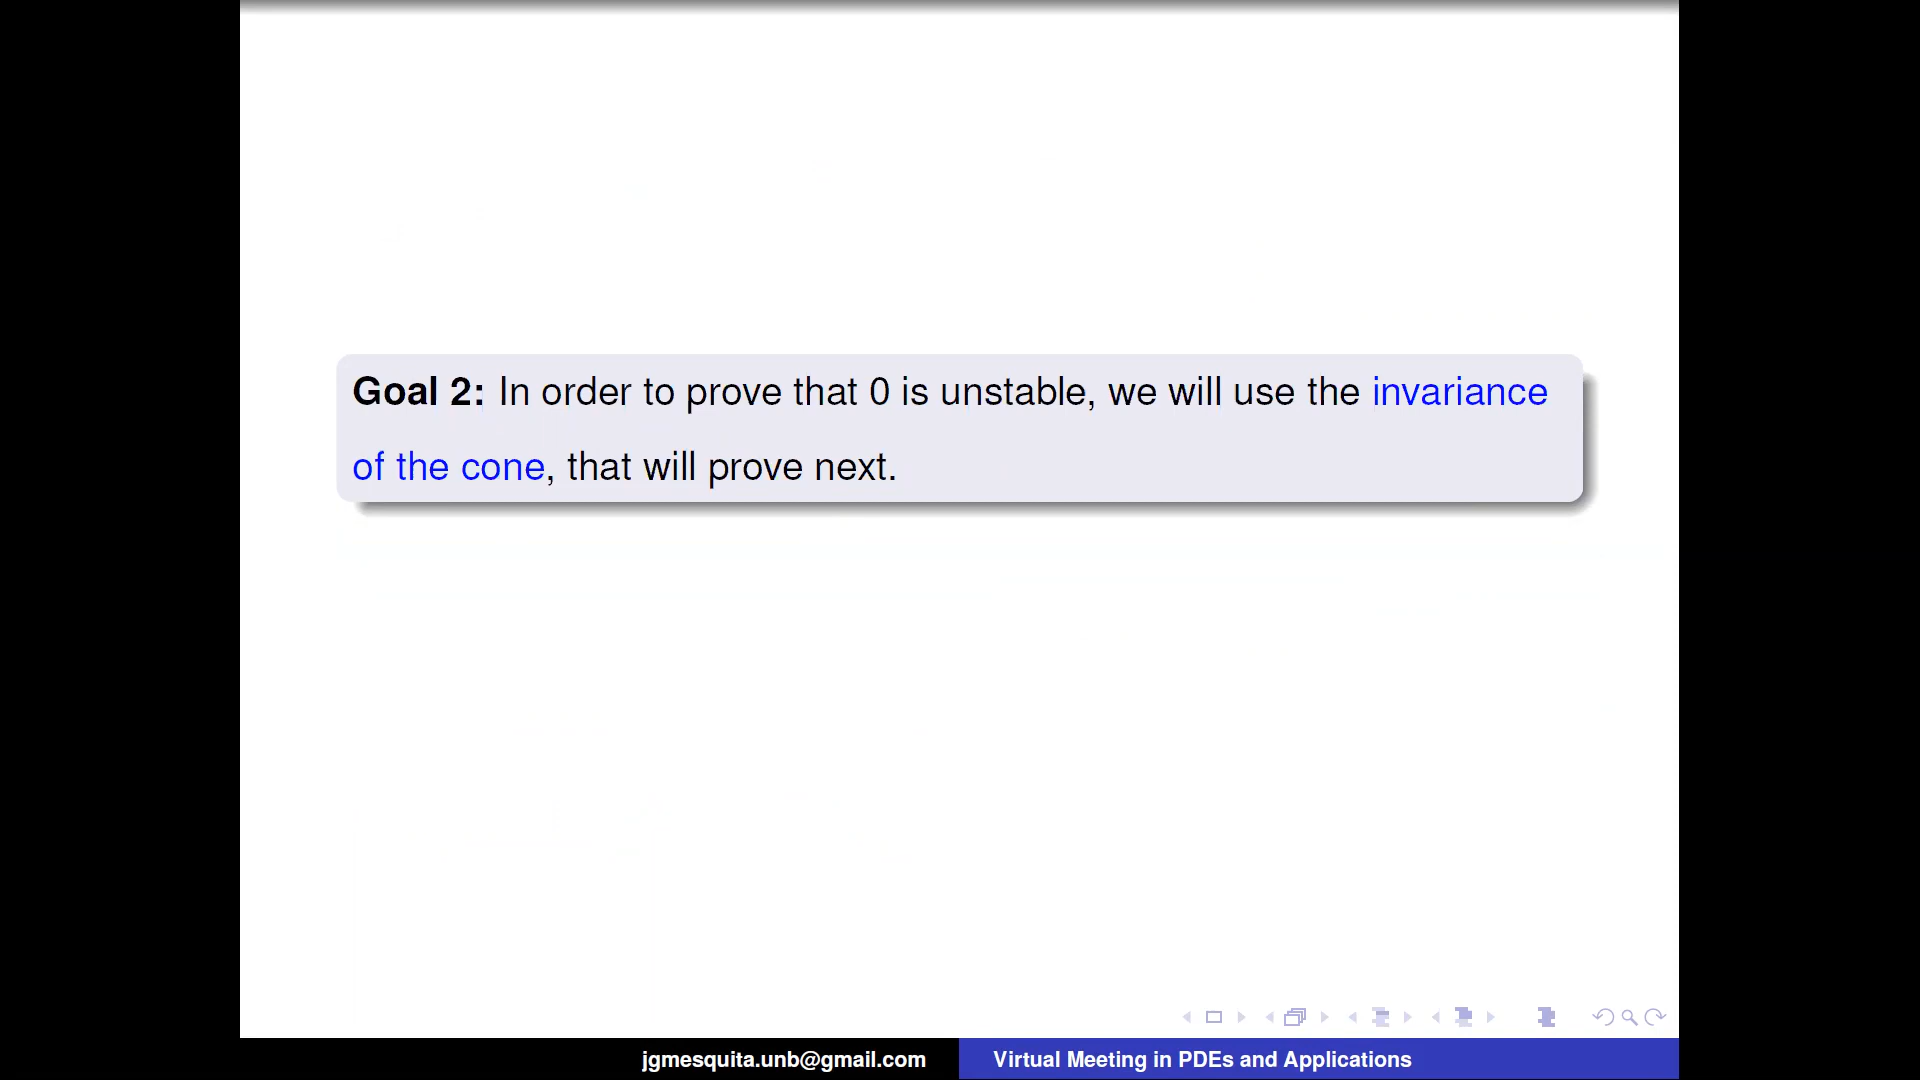 Goal 2: In order to prove that 0 is unstable, we will use the invariance
of the cone, that will prove next.
jgmesquita.unb@gmail.com
Virtual Meeting in PDEs and Applications